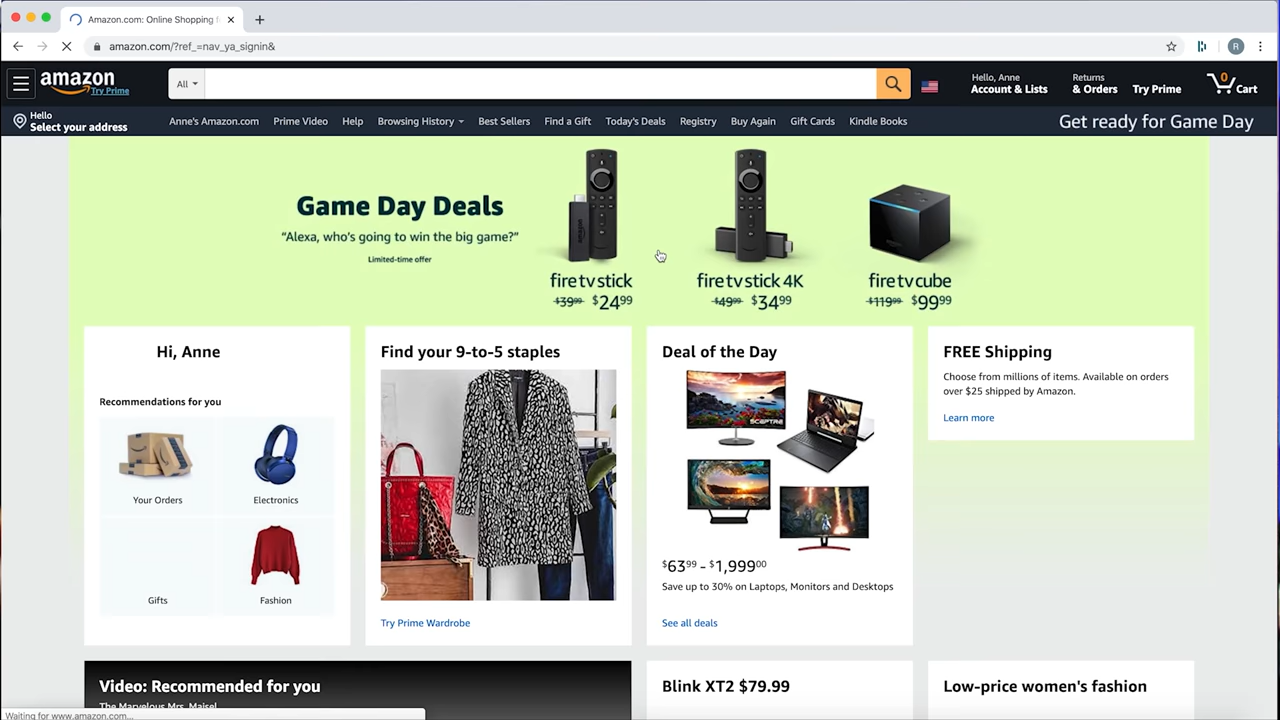 Amazon.com: Online Shopping f
amazon.com/?ref_=nav_ya_signin&
R
amazon
Try Prime
All
Hello, Anne
Account & Lists
Returns
& Orders
Try Prime
0
Cart
Hello
Select your address
Anne's Amazon.com
Prime Video
Help
Browsing History
Best Sellers
Find a Gift
Today's Deals
Registry
Buy Again
Gift Cards
Kindle Books
Get ready for Game Day
Game Day Deals
“Alexa, who's going to win the big game?”
Limited-time offer
fire tv stick
$39.99 $24.99
fire tv stick 4K
$49.99 $34.99
fire tv cube
$119.99 $99.99
Hi, Anne
Recommendations for you
Your Orders
Electronics
Gifts
Fashion
Find your 9-to-5 staples
Try Prime Wardrobe
Deal of the Day
SCEPTRE
$63.99 - $1,999.00
Save up to 30% on Laptops, Monitors and Desktops
See all deals
FREE Shipping
Choose from millions of items. Available on orders
over $25 shipped by Amazon.
Learn more
Video: Recommended for you
The Marvelous Mrs. Maisel
Blink XT2 $79.99
Low-price women's fashion
Waiting for www.amazon.com...